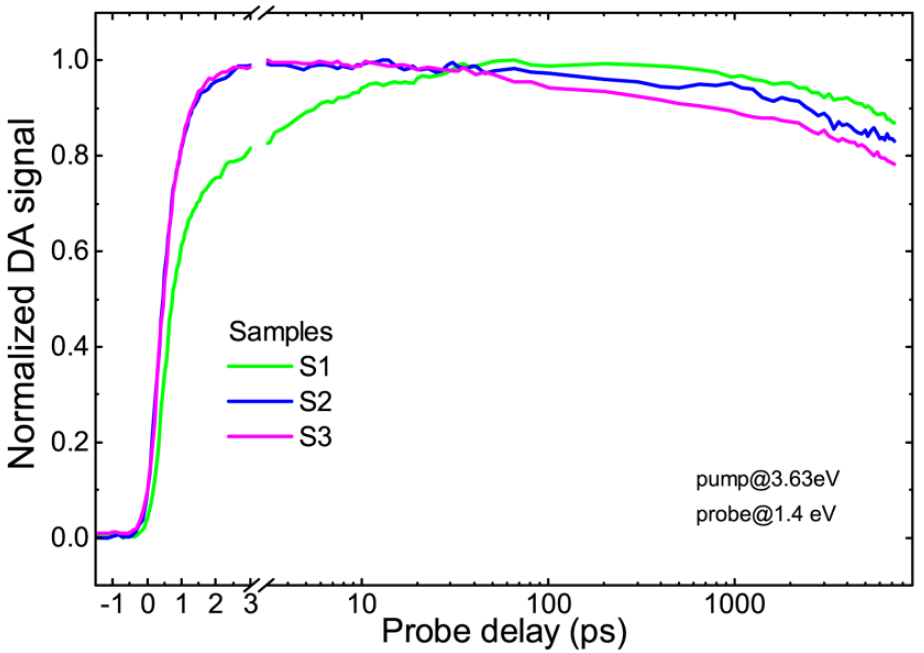 Normalized DA signal
1.0
0.8
0.6
0.4
0.2
0.0
Samples
S1
S2
S3
pump@3.63eV
probe@1.4 eV
-1 0 1 2 3 10 100 1000
Probe delay (ps)